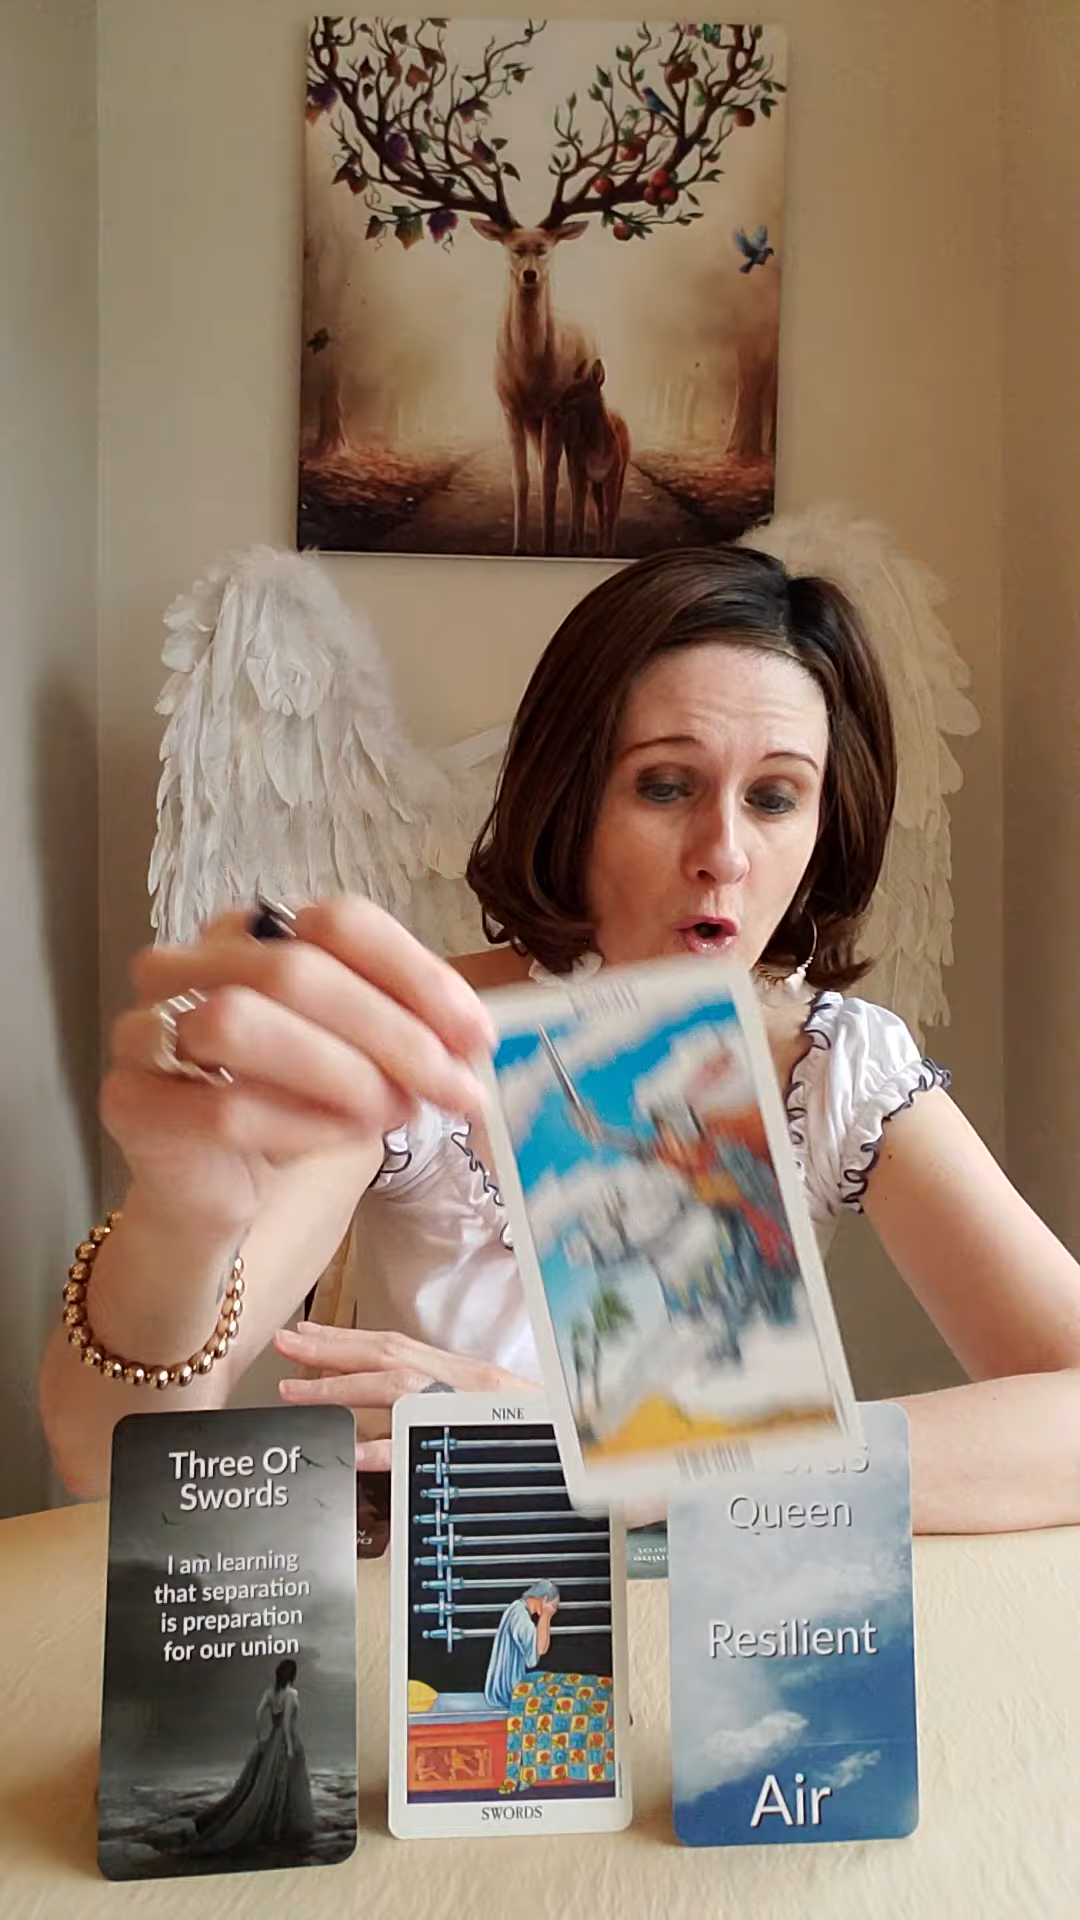 Three Of
Swords
I am learning
that separation
is preparation
for our union
NINE
SWORDS
Queen
Resilient
Air